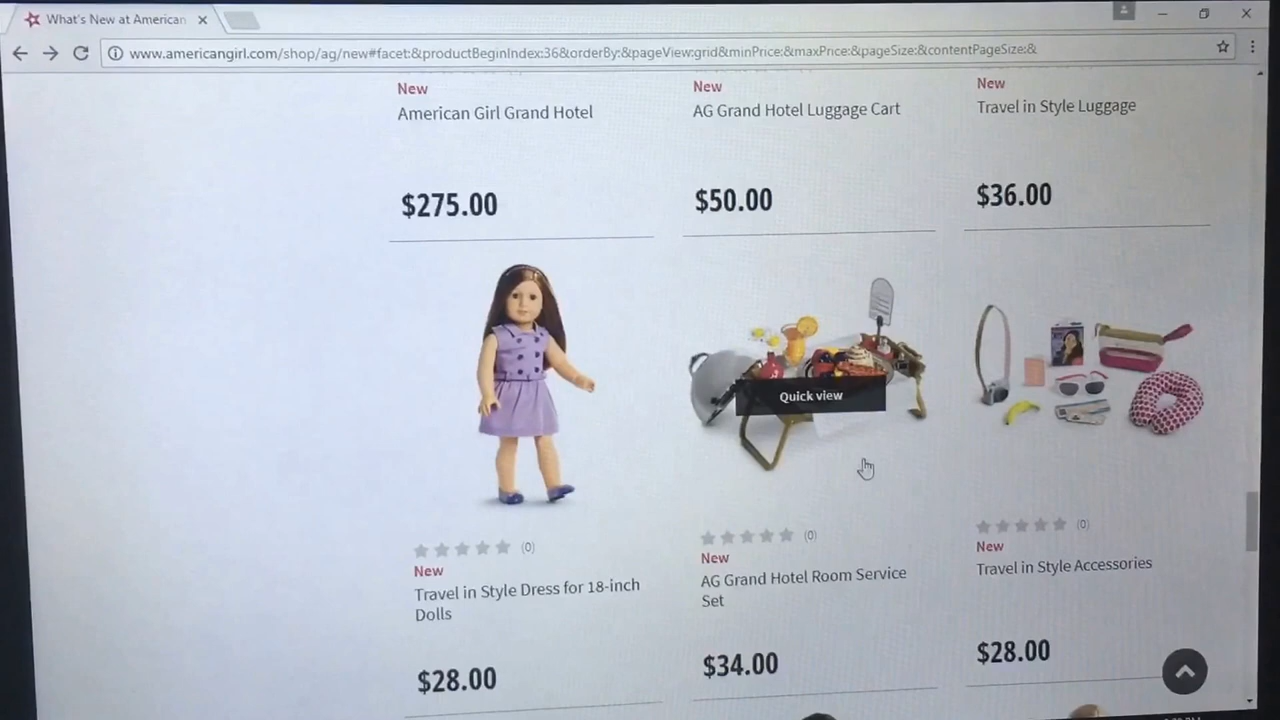 What's New at American
www.americangirl.com/shop/ag/new#facet:&productBeginIndex:36&orderBy:&pageView:grid&minPrice:&maxPrice:&pageSize:&contentPageSize:&
New
American Girl Grand Hotel
$275.00
New
AG Grand Hotel Luggage Cart
$50.00
New
Travel in Style Luggage
$36.00
Quick view
(0)
New
Travel in Style Dress for 18-inch
Dolls
$28.00
(0)
New
AG Grand Hotel Room Service
Set
$34.00
(0)
New
Travel in Style Accessories
$28.00